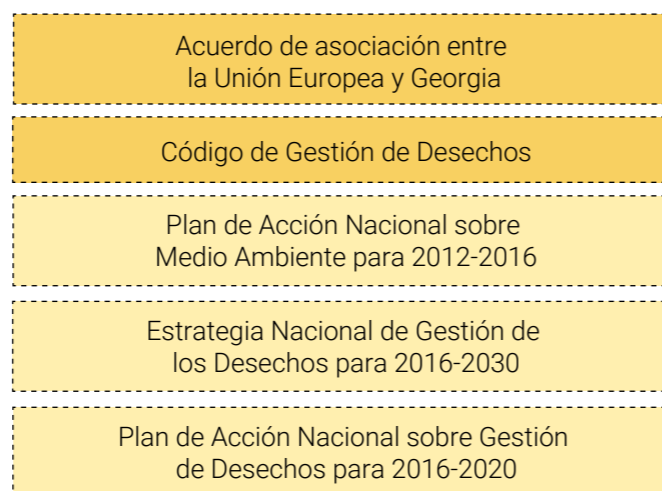 Acuerdo de asociación entre
la Unión Europea y Georgia
Código de Gestión de Desechos
Plan de Acción Nacional sobre
Medio Ambiente para 2012-2016
Estrategia Nacional de Gestión de
los Desechos para 2016-2030
Plan de Acción Nacional sobre Gestión
de Desechos para 2016-2020